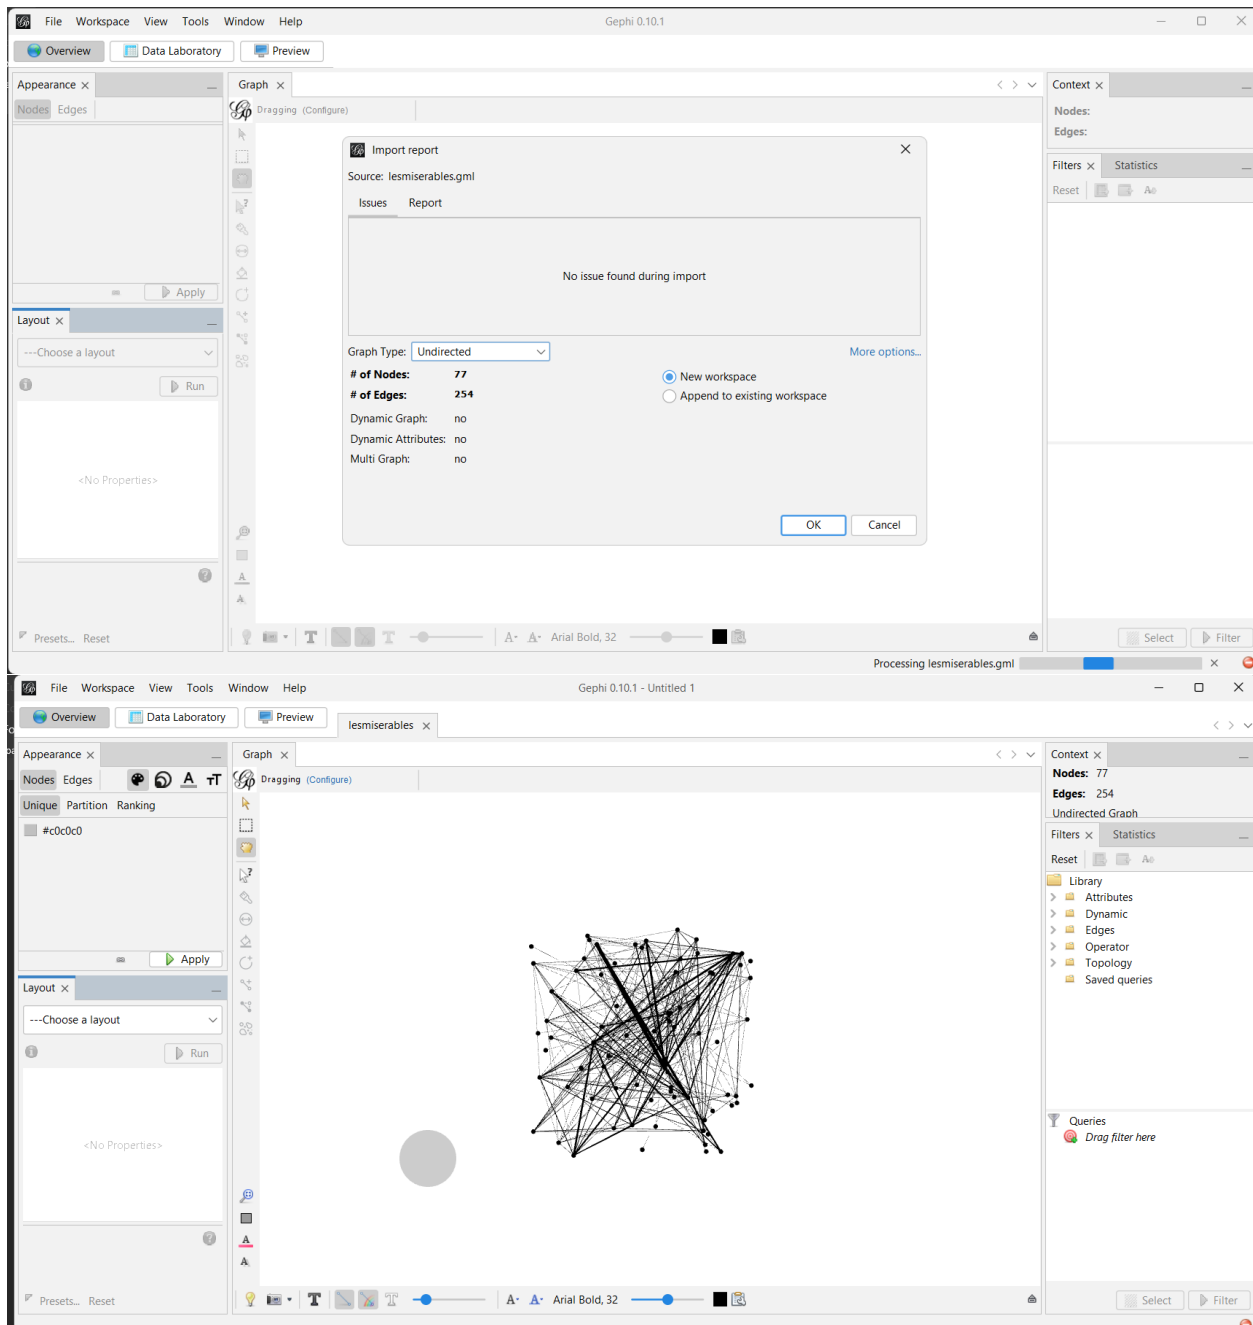 File Workspace View Tools Window Help Gephi 0.10.1
Overview Data Laboratory Preview
Appearance Graph Context
Nodes Edges Dragging (Configure) Nodes:
Edges:
Import report
Source: lesmiserables.gml
Filters Statistics
Issues Report
Reset
No issue found during import
Apply
Layout
---Choose a layout
Graph Type: Undirected More options...
# of Nodes: 77 New workspace
Run
# of Edges: 254 Append to existing workspace
Dynamic Graph: no
Dynamic Attributes: no
Multi Graph: no
<No Properties>
OK Cancel
Presets... Reset T T A- A- Arial Bold, 32 Select Filter
Processing lesmiserables.gml
File Workspace View Tools Window Help Gephi 0.10.1 - Untitled 1
Overview Data Laboratory Preview lesmiserables
Appearance Graph Context
Nodes Edges A TT Dragging (Configure) Nodes: 77
Edges: 254
Unique Partition Ranking
Undirected Graph
#c0c0c0
Filters Statistics
Reset
Library
Attributes
Dynamic
Edges
Operator
Topology
Saved queries
Apply
Layout
---Choose a layout
Run
<No Properties>
Queries
Drag filter here
Presets... Reset T T A- A- Arial Bold, 32 Select Filter